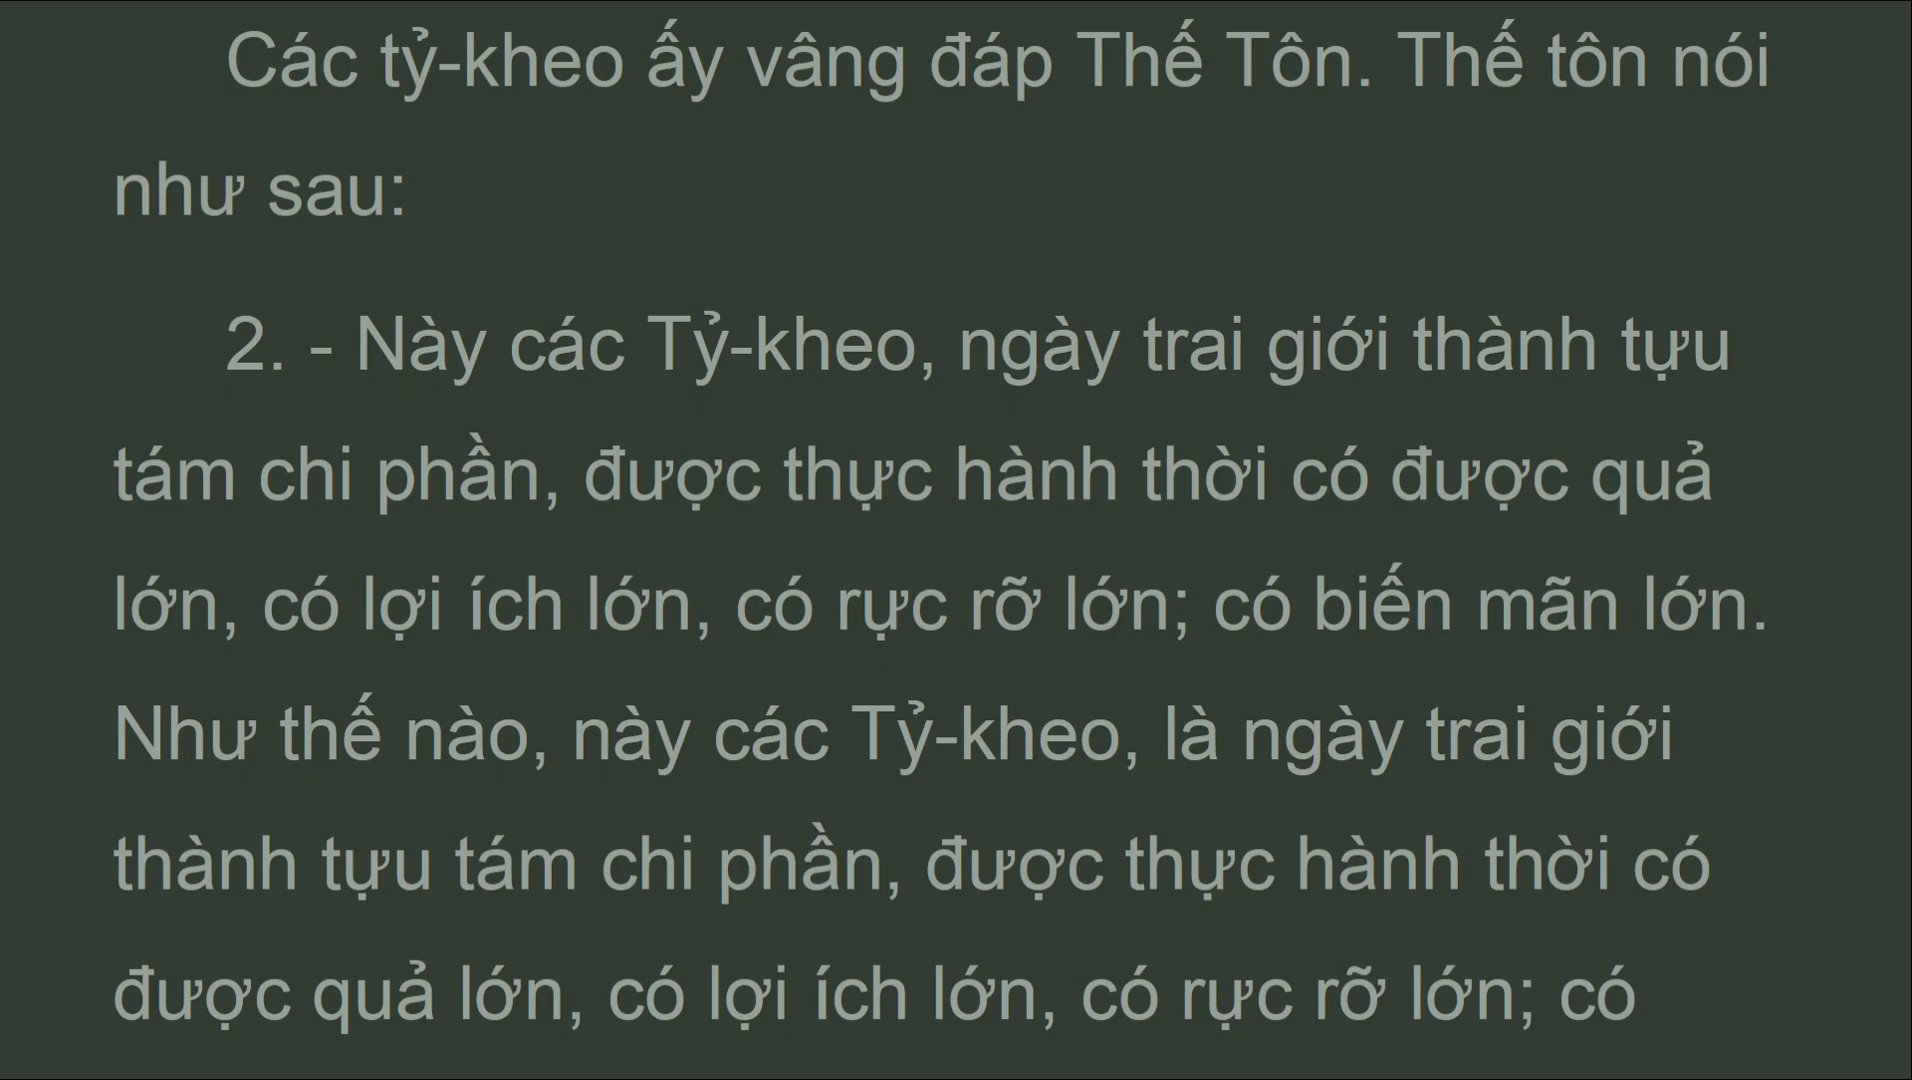 Các tỷ-kheo ấy vâng đáp Thế Tôn. Thế tôn nói
như sau:
2. - Này các Tỷ-kheo, ngày trai giới thành tựu
tám chi phần, được thực hành thời có được quả
lớn, có lợi ích lớn, có rực rỡ lớn; có biến mãn lớn.
Như thế nào, này các Tỷ-kheo, là ngày trai giới
thành tựu tám chi phần, được thực hành thời có
được quả lớn, có lợi ích lớn, có rực rỡ lớn; có